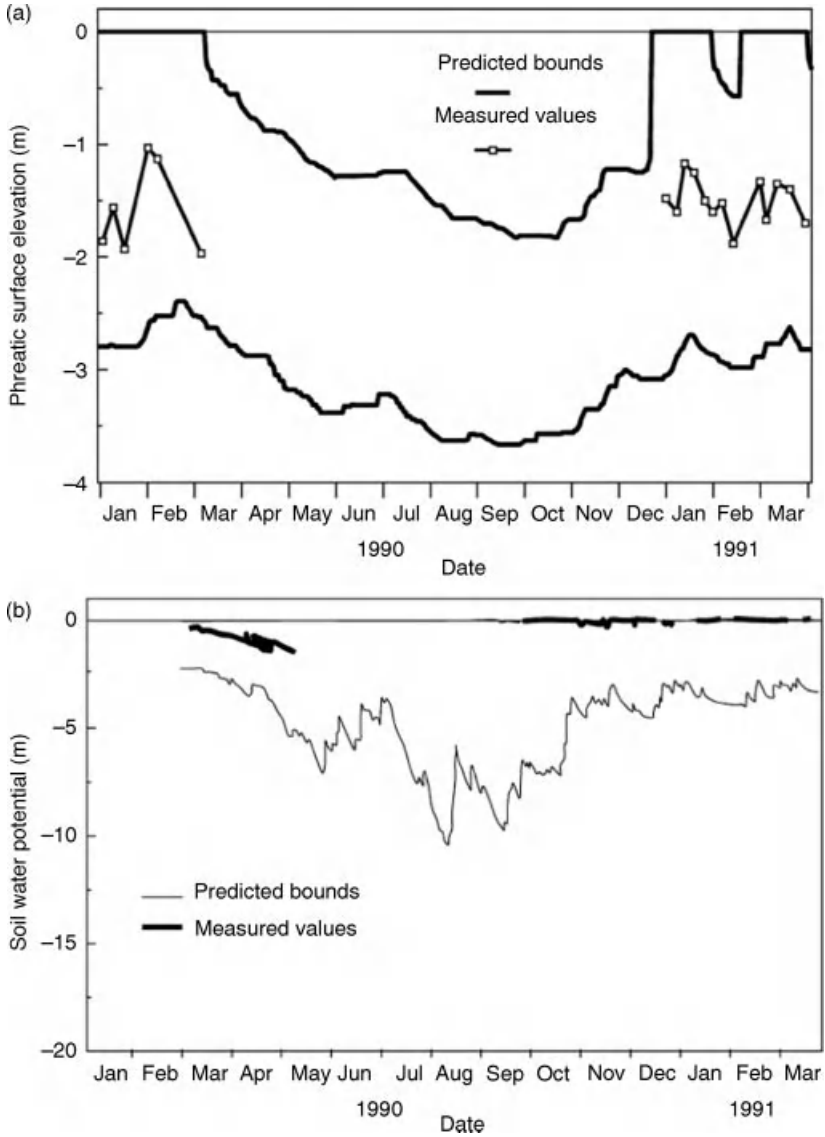 (a)
0
Predicted bounds
Measured values
–1
–2
–3
–4
Phreatic surface elevation (m)
Jan Feb Mar Apr May Jun Jul Aug Sep Oct Nov Dec Jan Feb Mar
1990 1991
Date
(b)
0
–5
–10
–15
–20
Soil water potential (m)
Predicted bounds
Measured values
Jan Feb Mar Apr May Jun Jul Aug Sep Oct Nov Dec Jan Feb Mar
1990 1991
Date